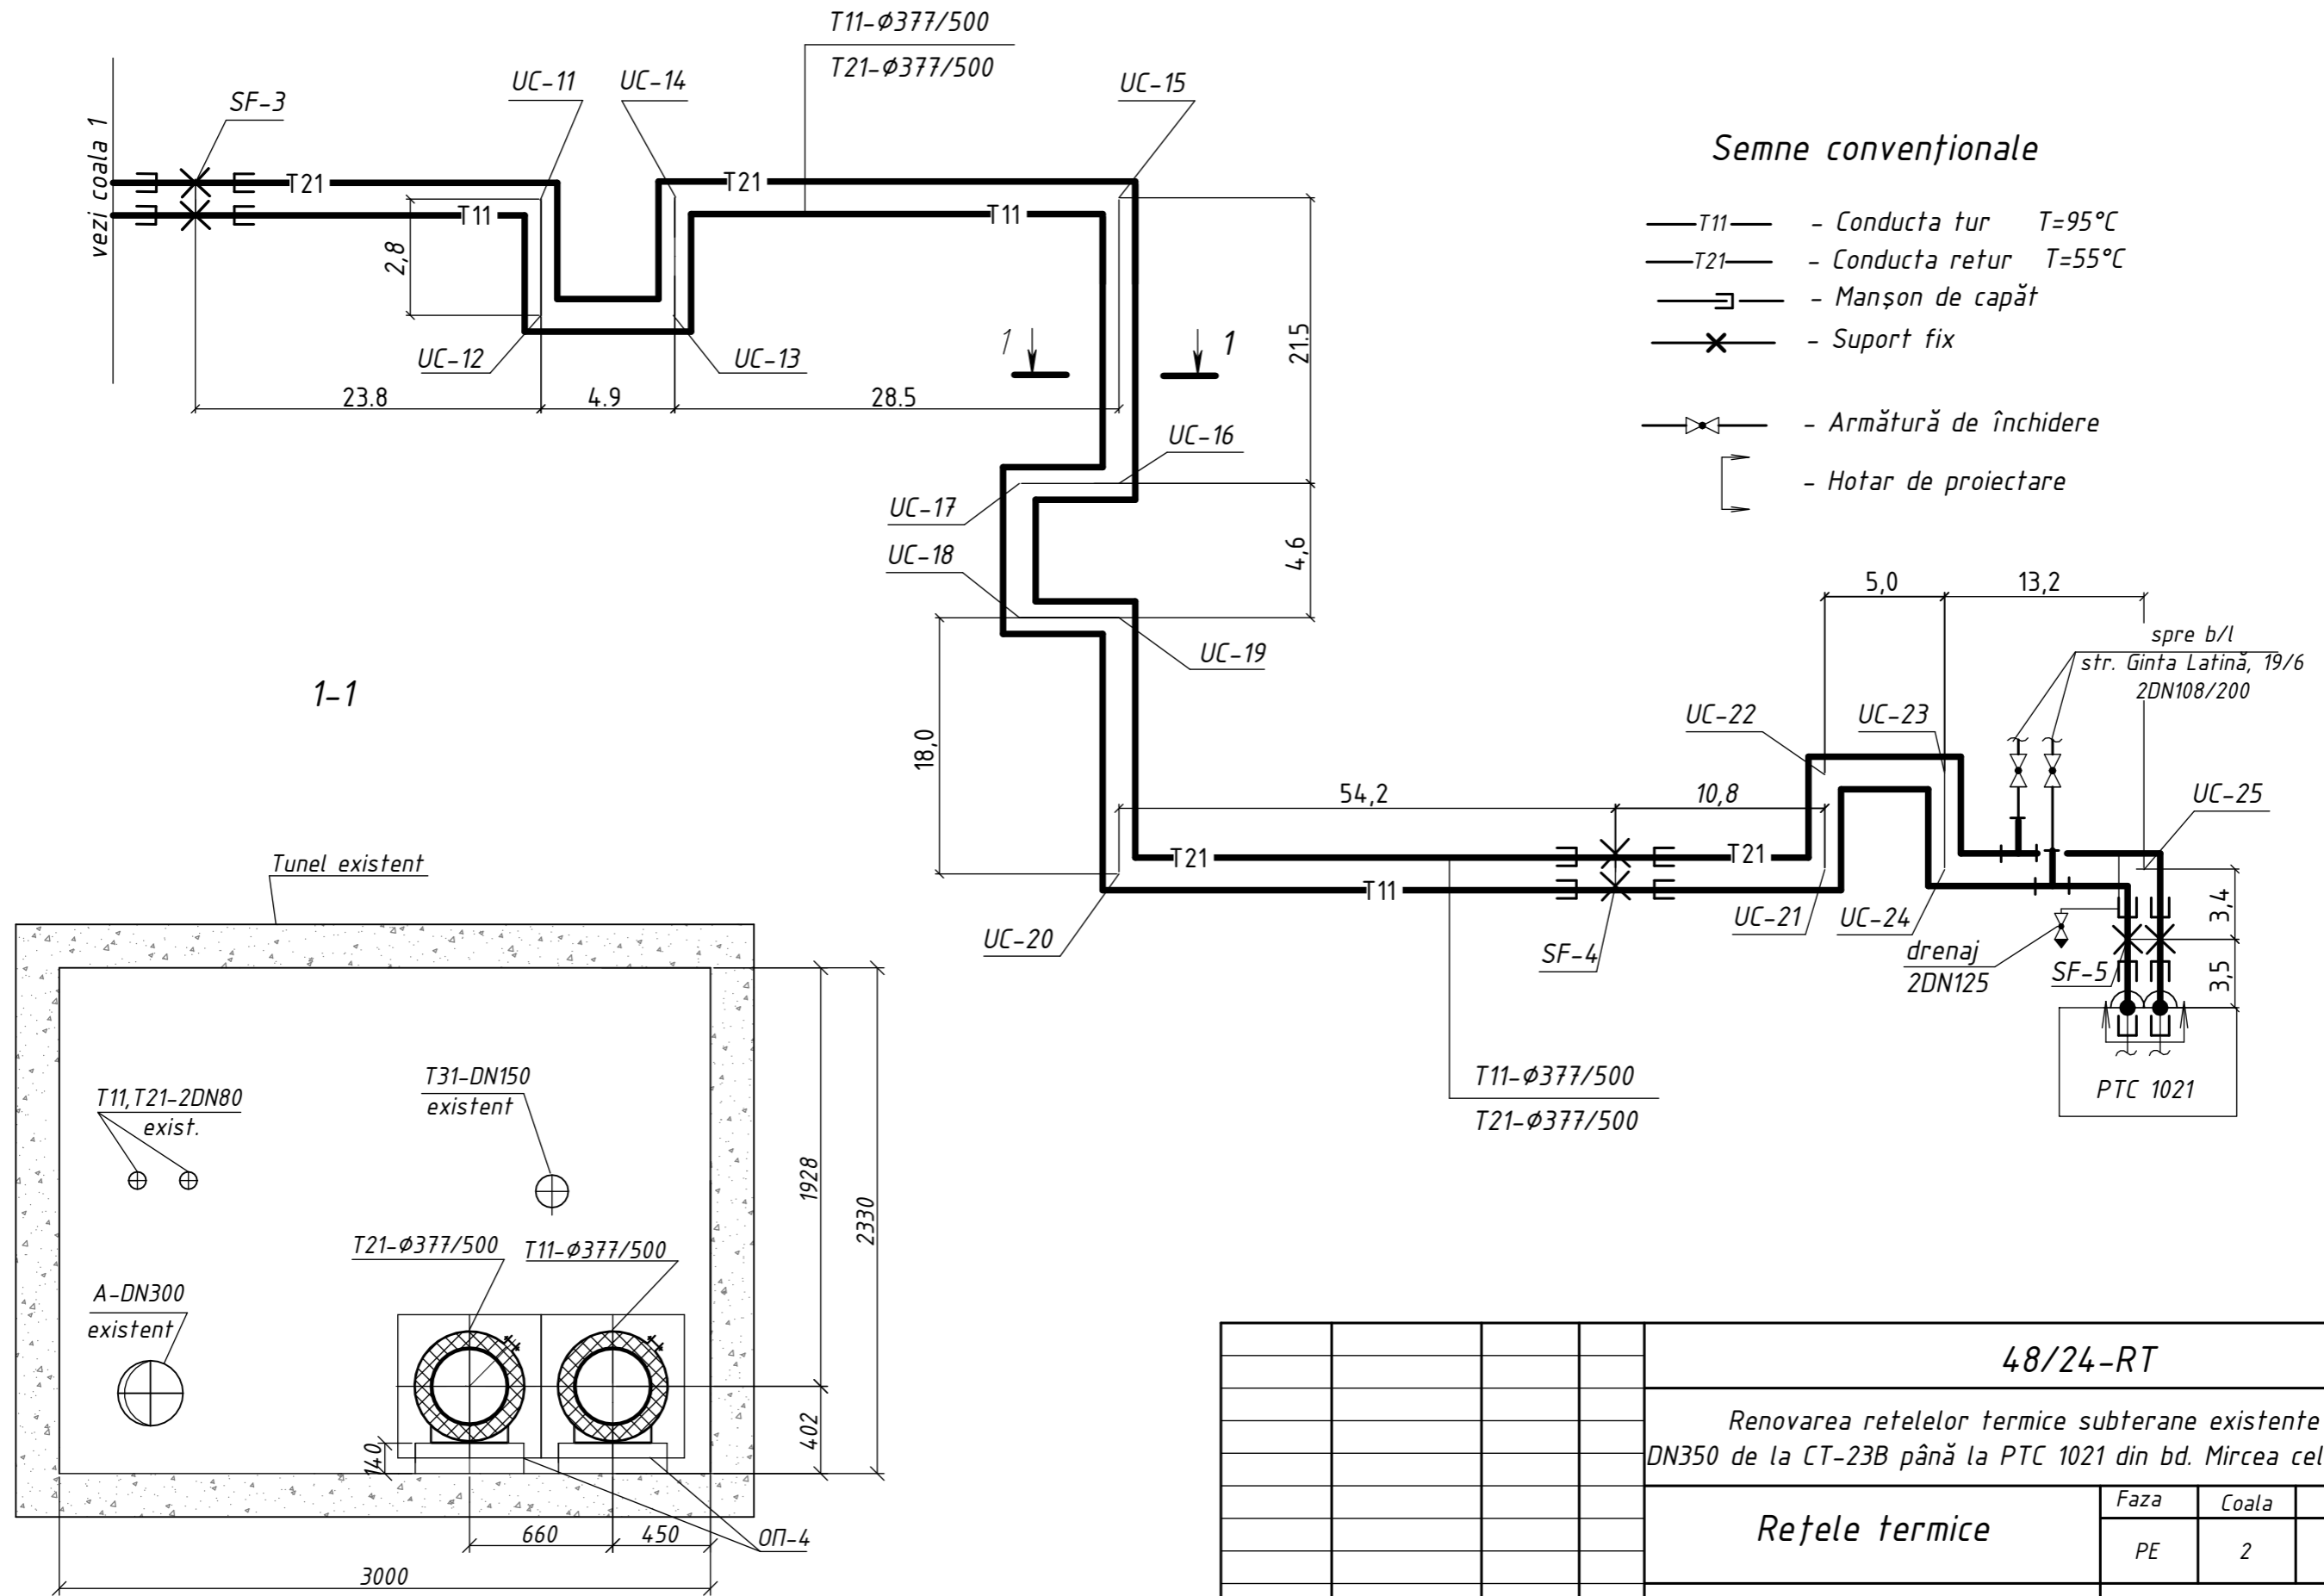 T11-Ø377/500
T21-Ø377/500
UC-11
UC-14
UC-15
SF-3
vezi coala 1
T21
T21
T11
T11
2,8
UC-12
UC-13
23.8
4.9
28.5
1
1
21.5
UC-16
UC-17
UC-18
4,6
UC-19
18,0
Semne convenționale
T11 - Conducta tur T=95°C
T21 - Conducta retur T=55°C
- Manșon de capăt
- Suport fix
- Armătură de închidere
- Hotar de proiectare
5,0
13,2
spre b/l
str. Ginta Latină, 19/6
2DN108/200
UC-22
UC-23
54,2
10,8
UC-25
T21
T21
T11
UC-20
SF-4
UC-21
UC-24
drenaj
2DN125
SF-5
3,4
3,5
PTC 1021
T11-Ø377/500
T21-Ø377/500
1-1
Tunel existent
T11,T21-2DN80
exist.
T31-DN150
existent
1928
2330
T21-Ø377/500
T11-Ø377/500
A-DN300
existent
402
140
660
450
ОП-4
3000
48/24-RT
Renovarea retelelor termice subterane existente
DN350 de la CT-23B până la PTC 1021 din bd. Mircea cel
Rețele termice
Faza
Coala
PE
2